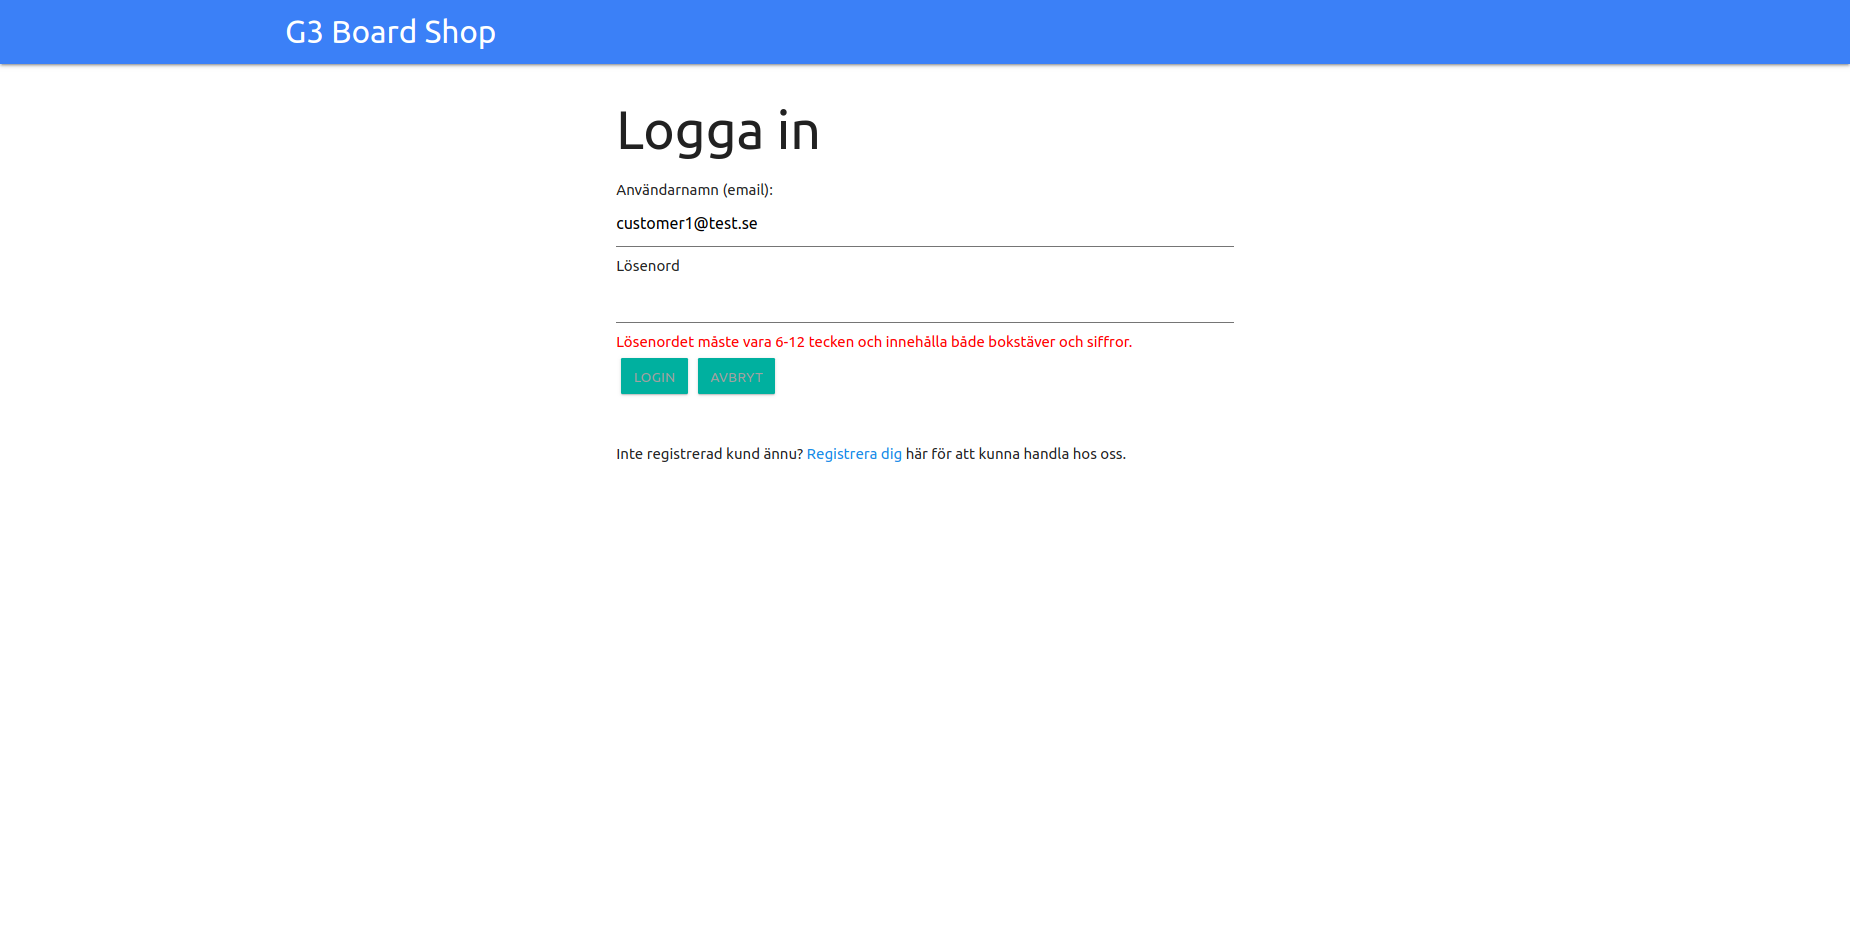 G3 Board Shop
Logga in
Användarnamn (email):
customer1@test.se
Lösenord
Lösenordet måste vara 6-12 tecken och innehålla både bokstäver och siffror.
LOGIN AVBRYT
Inte registrerad kund ännu? Registrera dig här för att kunna handla hos oss.